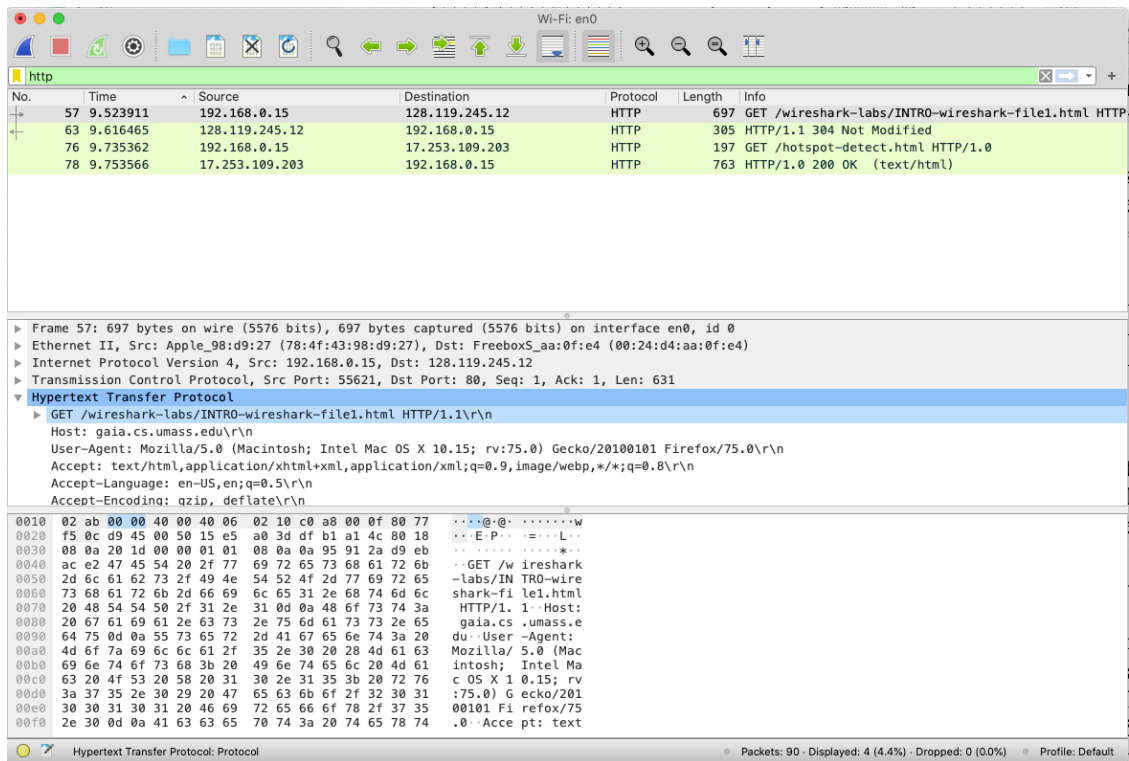 Wi-Fi: en0
http
No. Time Source Destination Protocol Length Info
57 9.523911 192.168.0.15 128.119.245.12 HTTP 697 GET /wireshark-labs/INTRO-wireshark-file1.html HTTP
63 9.616465 128.119.245.12 192.168.0.15 HTTP 305 HTTP/1.1 304 Not Modified
76 9.735362 192.168.0.15 17.253.109.203 HTTP 197 GET /hotspot-detect.html HTTP/1.0
78 9.753566 17.253.109.203 192.168.0.15 HTTP 763 HTTP/1.0 200 OK (text/html)
Frame 57: 697 bytes on wire (5576 bits), 697 bytes captured (5576 bits) on interface en0, id 0
Ethernet II, Src: Apple_98:d9:27 (78:4f:43:98:d9:27), Dst: FreeboxS_aa:0f:e4 (00:24:d4:aa:0f:e4)
Internet Protocol Version 4, Src: 192.168.0.15, Dst: 128.119.245.12
Transmission Control Protocol, Src Port: 55621, Dst Port: 80, Seq: 1, Ack: 1, Len: 631
Hypertext Transfer Protocol
GET /wireshark-labs/INTRO-wireshark-file1.html HTTP/1.1\r\n
Host: gaia.cs.umass.edu\r\n
User-Agent: Mozilla/5.0 (Macintosh; Intel Mac OS X 10.15; rv:75.0) Gecko/20100101 Firefox/75.0\r\n
Accept: text/html,application/xhtml+xml,application/xml;q=0.9,image/webp,*/*;q=0.8\r\n
Accept-Language: en-US,en;q=0.5\r\n
Accept-Encoding: gzip, deflate\r\n
0010 02 ab 00 00 40 00 40 06 02 10 c0 a8 00 0f 80 77 ····@·@· ·······w
0020 f5 0c d9 45 00 50 15 e5 a0 3d df b1 a1 4c 80 18 ···E·P·· ·=···L··
0030 08 0a 20 1d 00 00 01 01 08 0a 0a 95 91 2a d9 eb ·· ····· ·····*··
0040 ac e2 47 45 54 20 2f 77 69 72 65 73 68 61 72 6b ··GET /w ireshark
0050 2d 6c 61 62 73 2f 49 4e 54 52 4f 2d 77 69 72 65 -labs/IN TRO-wire
0060 73 68 61 72 6b 2d 66 69 6c 65 31 2e 68 74 6d 6c shark-fi le1.html
0070 20 48 54 54 50 2f 31 2e 31 0d 0a 48 6f 73 74 3a HTTP/1. 1··Host:
0080 20 67 61 69 61 2e 63 73 2e 75 6d 61 73 73 2e 65 gaia.cs .umass.e
0090 64 75 0d 0a 55 73 65 72 2d 41 67 65 6e 74 3a 20 du··User -Agent:
00a0 4d 6f 7a 69 6c 6c 61 2f 35 2e 30 20 28 4d 61 63 Mozilla/ 5.0 (Mac
00b0 69 6e 74 6f 73 68 3b 20 49 6e 74 65 6c 20 4d 61 intosh; Intel Ma
00c0 63 20 4f 53 20 58 20 31 30 2e 31 35 3b 20 72 76 c OS X 1 0.15; rv
00d0 3a 37 35 2e 30 29 20 47 65 63 6b 6f 2f 32 30 31 :75.0) G ecko/201
00e0 30 30 31 30 31 20 46 69 72 65 66 6f 78 2f 37 35 00101 Fi refox/75
00f0 2e 30 0d 0a 41 63 63 65 70 74 3a 20 74 65 78 74 .0··Acce pt: text
Hypertext Transfer Protocol: Protocol Packets: 90 · Displayed: 4 (4.4%) · Dropped: 0 (0.0%) Profile: Default